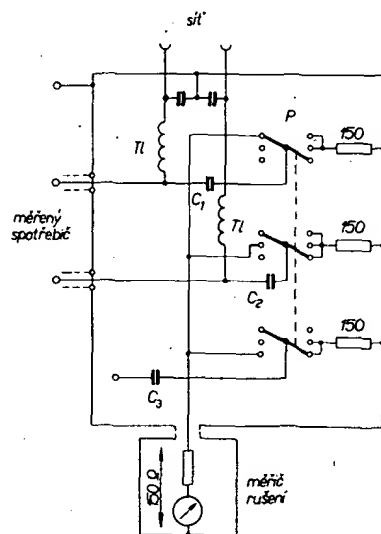 síť
P
150
Tl
C1
Tl
měřený
spotřebič
150
C2
150
C3
150 Ω
měřič
rušení